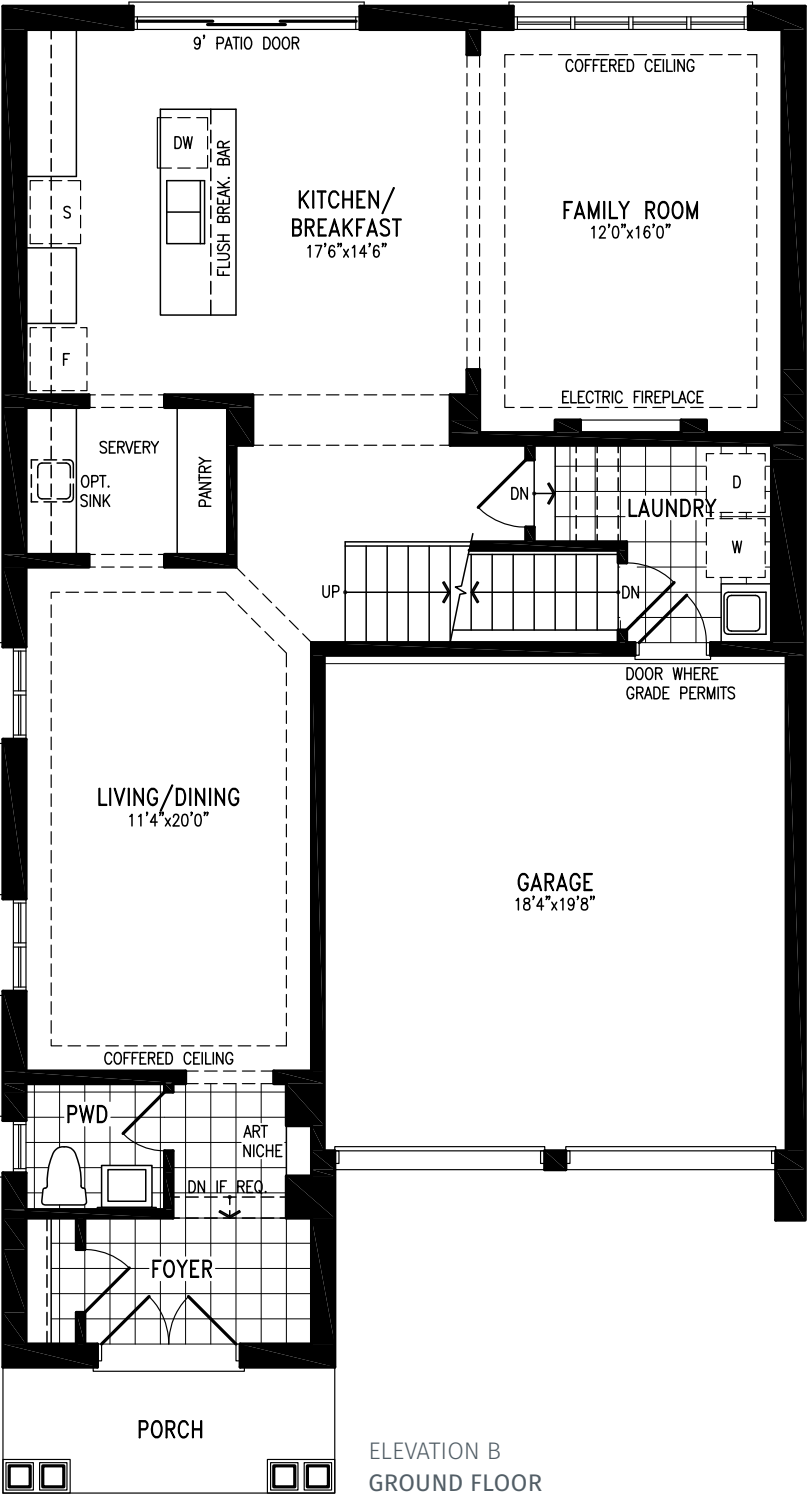 9' PATIO DOOR
COFFERED CEILING
DW
FLUSH BREAK. BAR
S
KITCHEN/
BREAKFAST
17'6"x14'6"
FAMILY ROOM
12'0"x16'0"
F
ELECTRIC FIREPLACE
SERVERY
OPT.
SINK
PANTRY
DN
LAUNDRY
D
W
UP
DN
DOOR WHERE
GRADE PERMITS
LIVING/DINING
11'4"x20'0"
GARAGE
18'4"x19'8"
COFFERED CEILING
PWD
ART
NICHE
DN IF REQ.
FOYER
PORCH
ELEVATION B
GROUND FLOOR